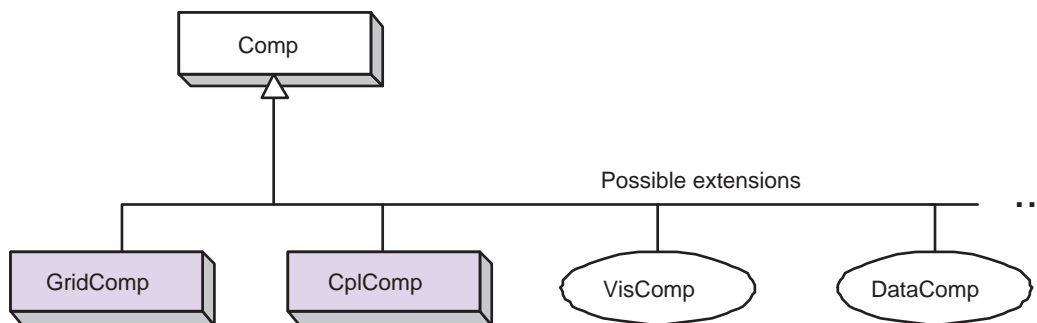 Comp
Possible extensions
..
GridComp
CplComp
VisComp
DataComp